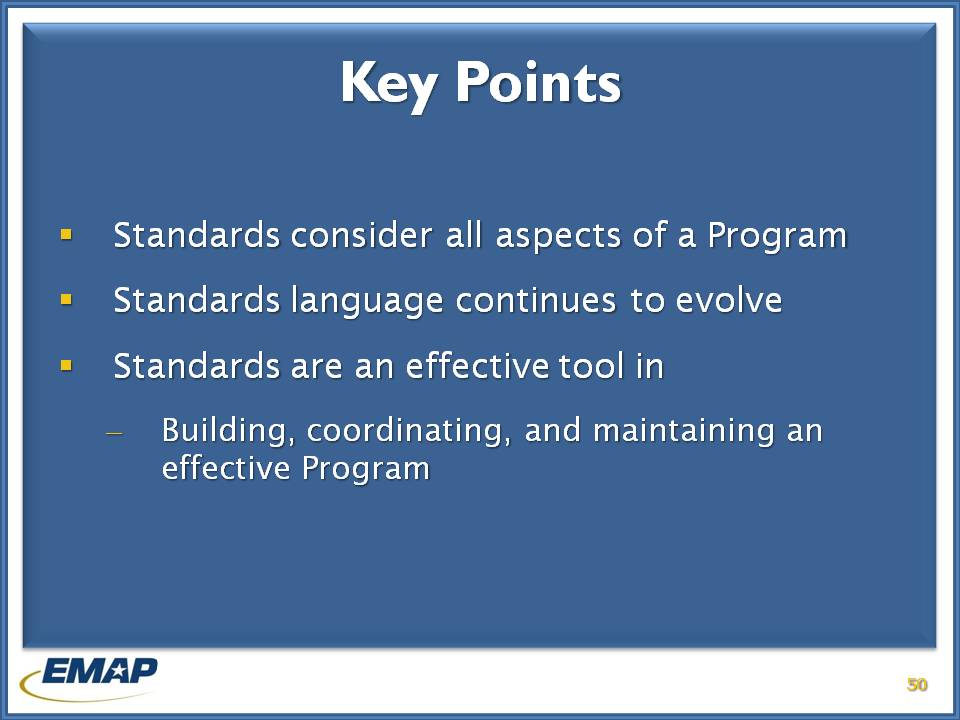 Key Points
▪ Standards consider all aspects of a Program
▪ Standards language continues to evolve
▪ Standards are an effective tool in
– Building, coordinating, and maintaining an
effective Program
EMAP
50